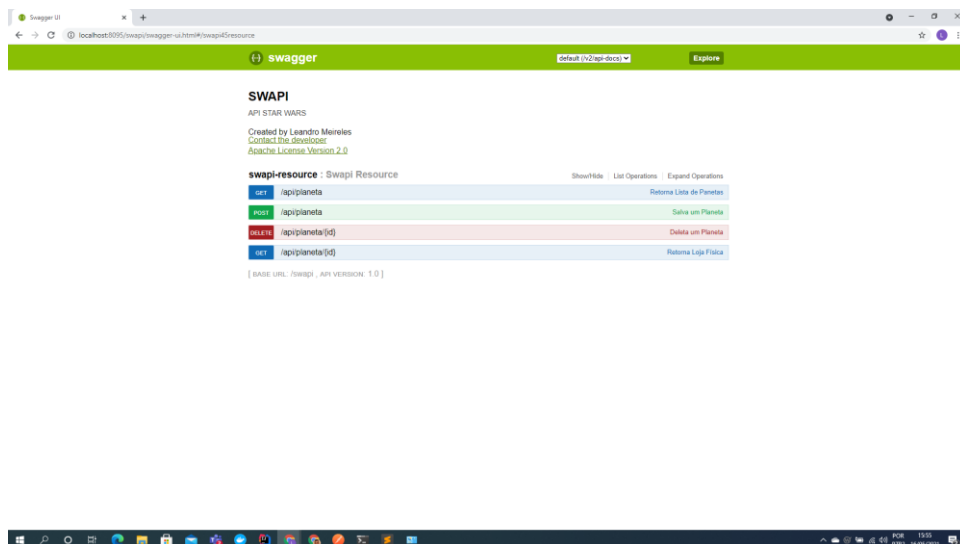 Swagger UI
localhost:8095/swapi/swagger-ui.html#/swapi45resource
swagger
default (/v2/api-docs)
Explore
SWAPI
API STAR WARS
Created by Leandro Meireles
Contact the developer
Apache License Version 2.0
swapi-resource : Swapi Resource
Show/Hide List Operations Expand Operations
GET /api/planeta Retorna Lista de Panetas
POST /api/planeta Salva um Planeta
DELETE /api/planeta/{id} Deleta um Planeta
GET /api/planeta/{id} Retorna Loja Física
[ BASE URL: /swapi , API VERSION: 1.0 ]
POR 15:55